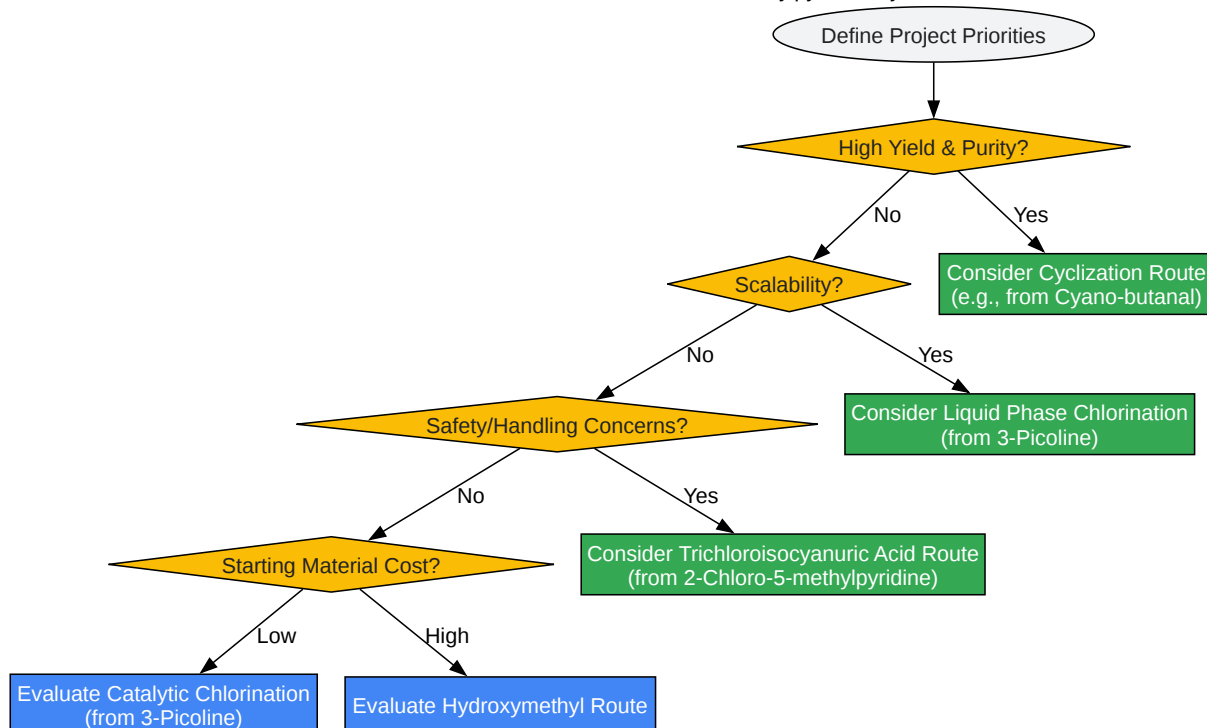 Define Project Priorities
High Yield & Purity?
No
Yes
Scalability?
Consider Cyclization Route
(e.g., from Cyano-butanal)
No
Yes
Safety/Handling Concerns?
Consider Liquid Phase Chlorination
(from 3-Picoline)
No
Yes
Starting Material Cost?
Consider Trichloroisocyanuric Acid Route
(from 2-Chloro-5-methylpyridine)
Low
High
Evaluate Catalytic Chlorination
(from 3-Picoline)
Evaluate Hydroxymethyl Route